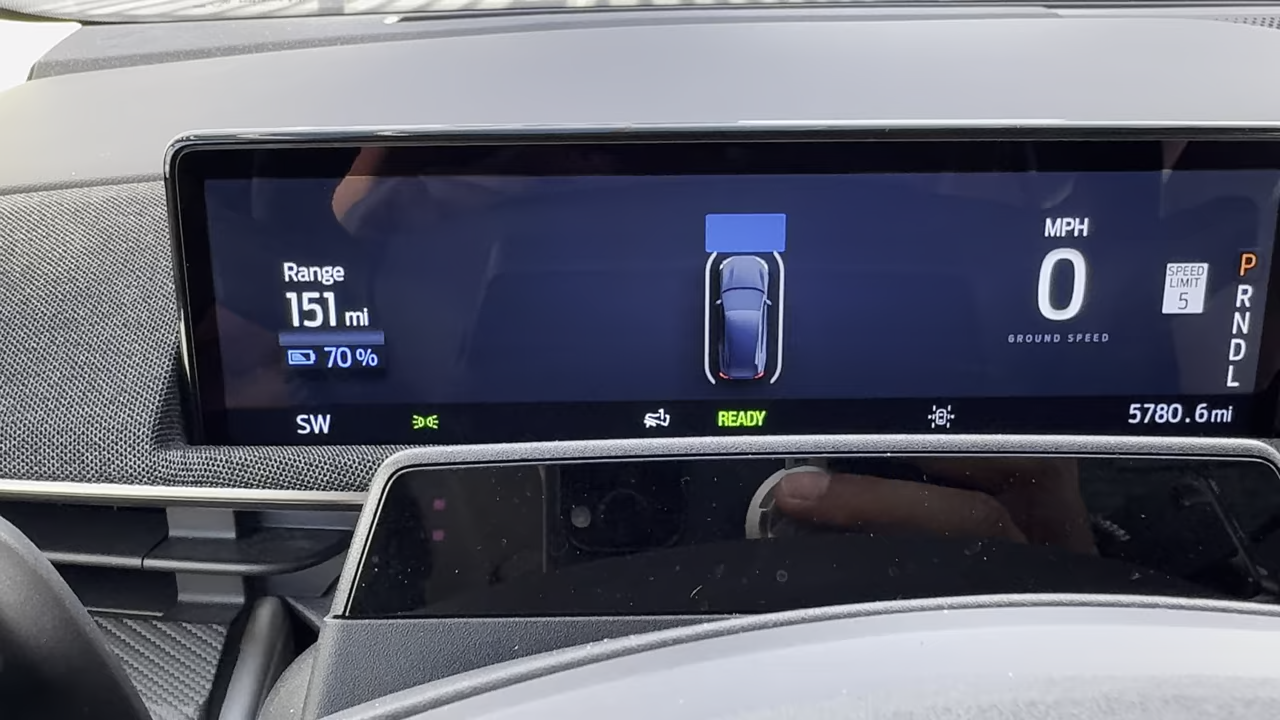 Range
151 mi
70 %
MPH
0
GROUND SPEED
SPEED
LIMIT
5
P
R
N
D
L
SW
READY
5780.6 mi